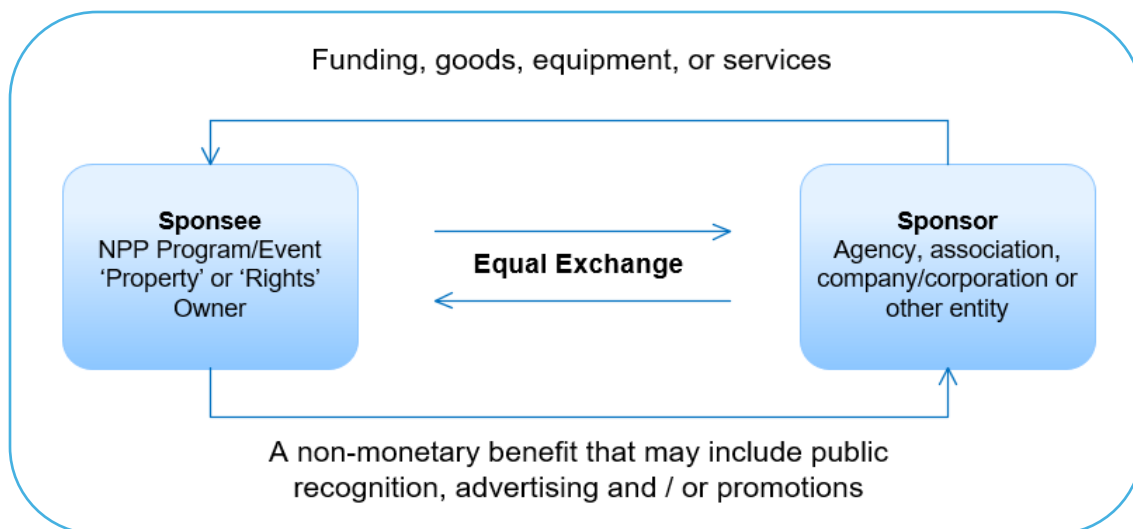 Funding, goods, equipment, or services
Sponsee
NPP Program/Event
‘Property’ or ‘Rights’
Owner
Equal Exchange
Sponsor
Agency, association,
company/corporation or
other entity
A non-monetary benefit that may include public
recognition, advertising and / or promotions